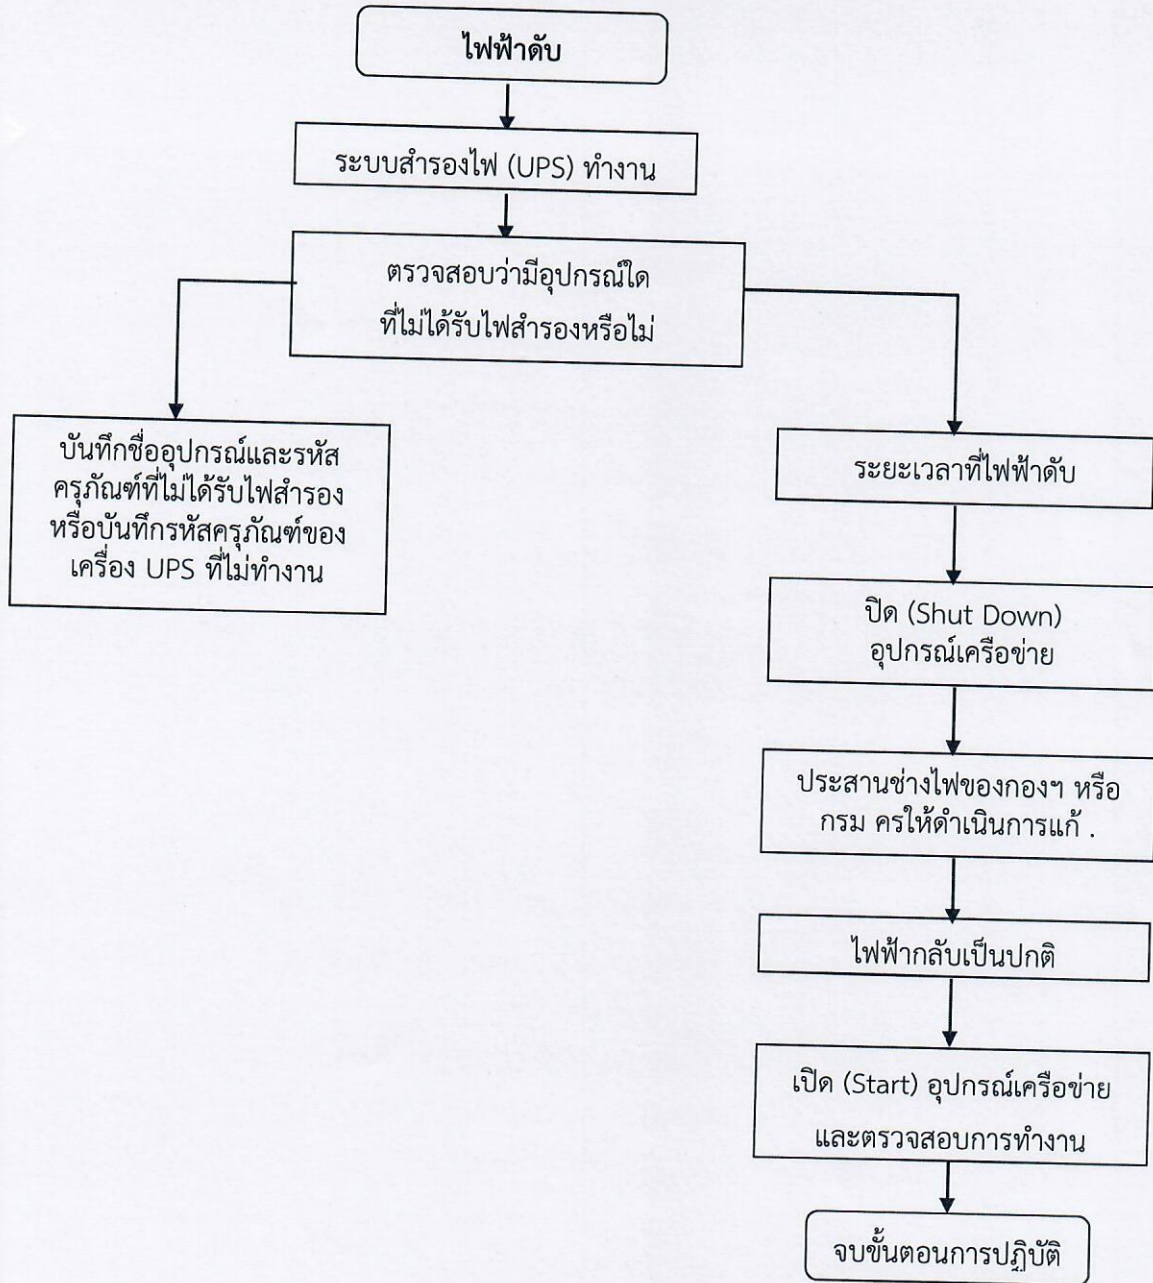 ไฟฟ้าดับ
ระบบสำรองไฟ (UPS) ทำงาน
ตรวจสอบว่ามีอุปกรณ์ใด
ที่ไม่ได้รับไฟสำรองหรือไม่
บันทึกชื่ออุปกรณ์และรหัส
ครุภัณฑ์ที่ไม่ได้รับไฟสำรอง
หรือบันทึกรหัสครุภัณฑ์ของ
เครื่อง UPS ที่ไม่ทำงาน
ระยะเวลาที่ไฟฟ้าดับ
ปิด (Shut Down)
อุปกรณ์เครือข่าย
ประสานช่างไฟของกองฯ หรือ
กรม ครให้ดำเนินการแก้ .
ไฟฟ้ากลับเป็นปกติ
เปิด (Start) อุปกรณ์เครือข่าย
และตรวจสอบการทำงาน
จบขั้นตอนการปฏิบัติ